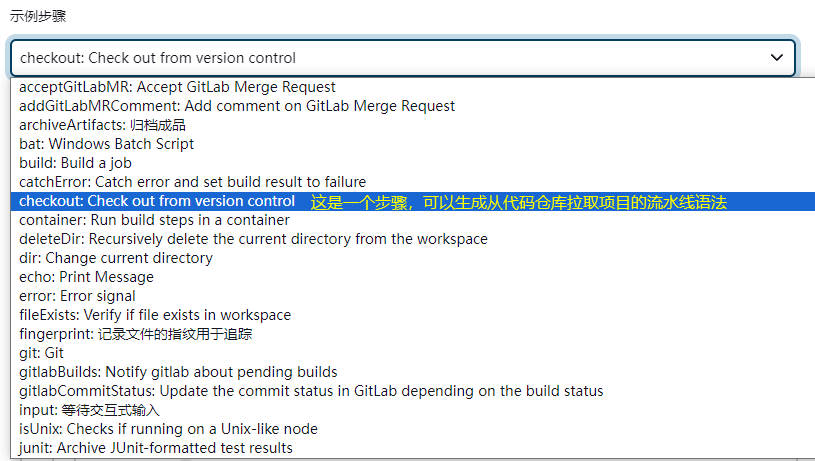 示例步骤
checkout: Check out from version control
acceptGitLabMR: Accept GitLab Merge Request
addGitLabMRComment: Add comment on GitLab Merge Request
archiveArtifacts: 归档成品
bat: Windows Batch Script
build: Build a job
catchError: Catch error and set build result to failure
checkout: Check out from version control 这是一个步骤，可以生成从代码仓库拉取项目的流水线语法
container: Run build steps in a container
deleteDir: Recursively delete the current directory from the workspace
dir: Change current directory
echo: Print Message
error: Error signal
fileExists: Verify if file exists in workspace
fingerprint: 记录文件的指纹用于追踪
git: Git
gitlabBuilds: Notify gitlab about pending builds
gitlabCommitStatus: Update the commit status in GitLab depending on the build status
input: 等待交互式输入
isUnix: Checks if running on a Unix-like node
junit: Archive JUnit-formatted test results